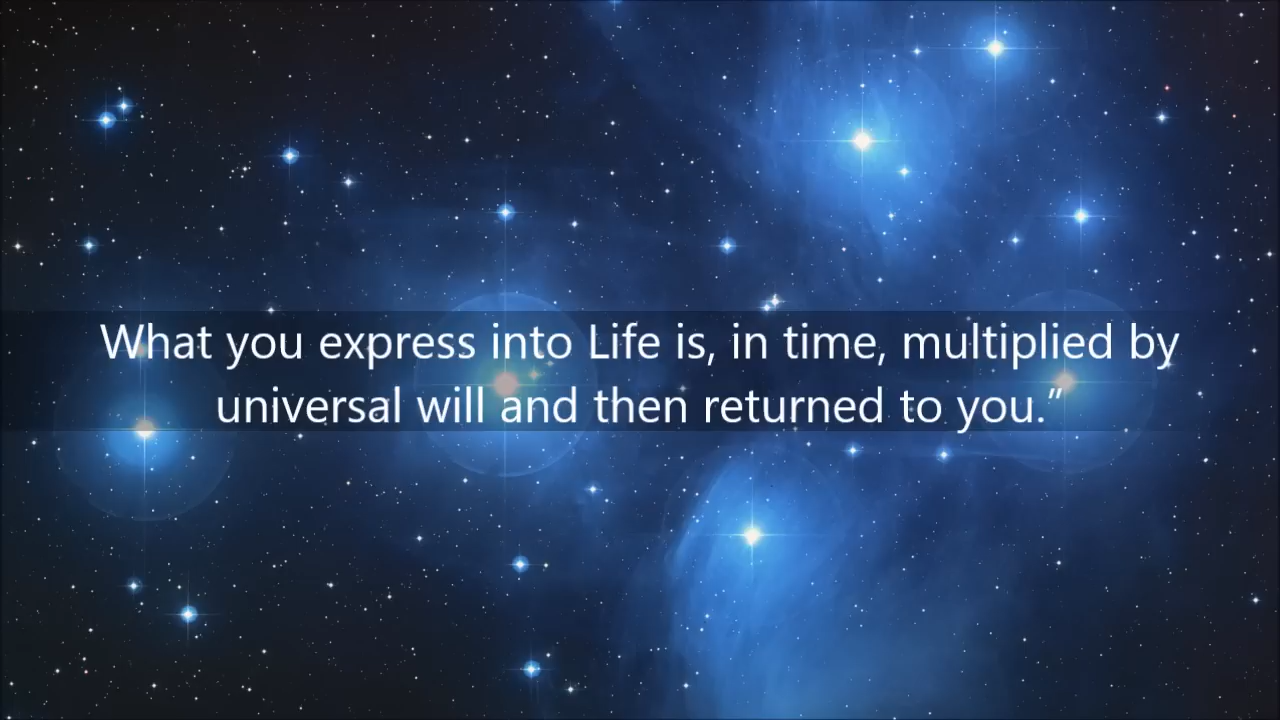 What you express into Life is, in time, multiplied by
universal will and then returned to you.”